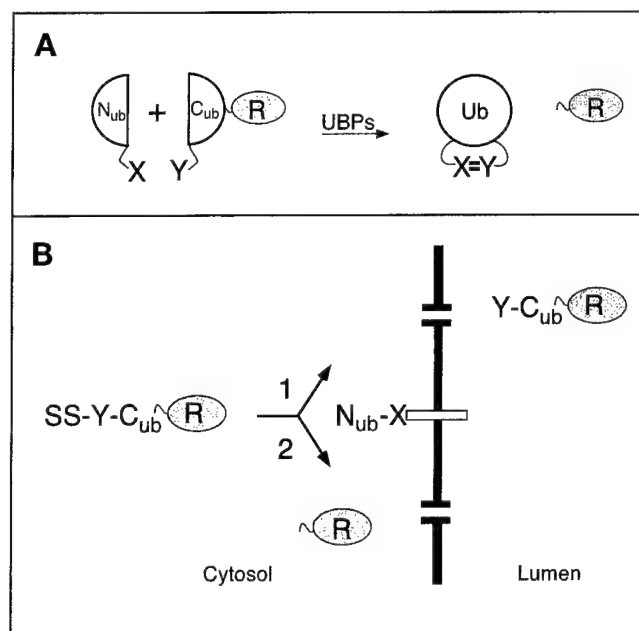 A
Nub + Cub R UBPs Ub R
X Y X=Y
B
Y-Cub R
SS-Y-Cub R 1 Nub-X
2
R
Cytosol Lumen